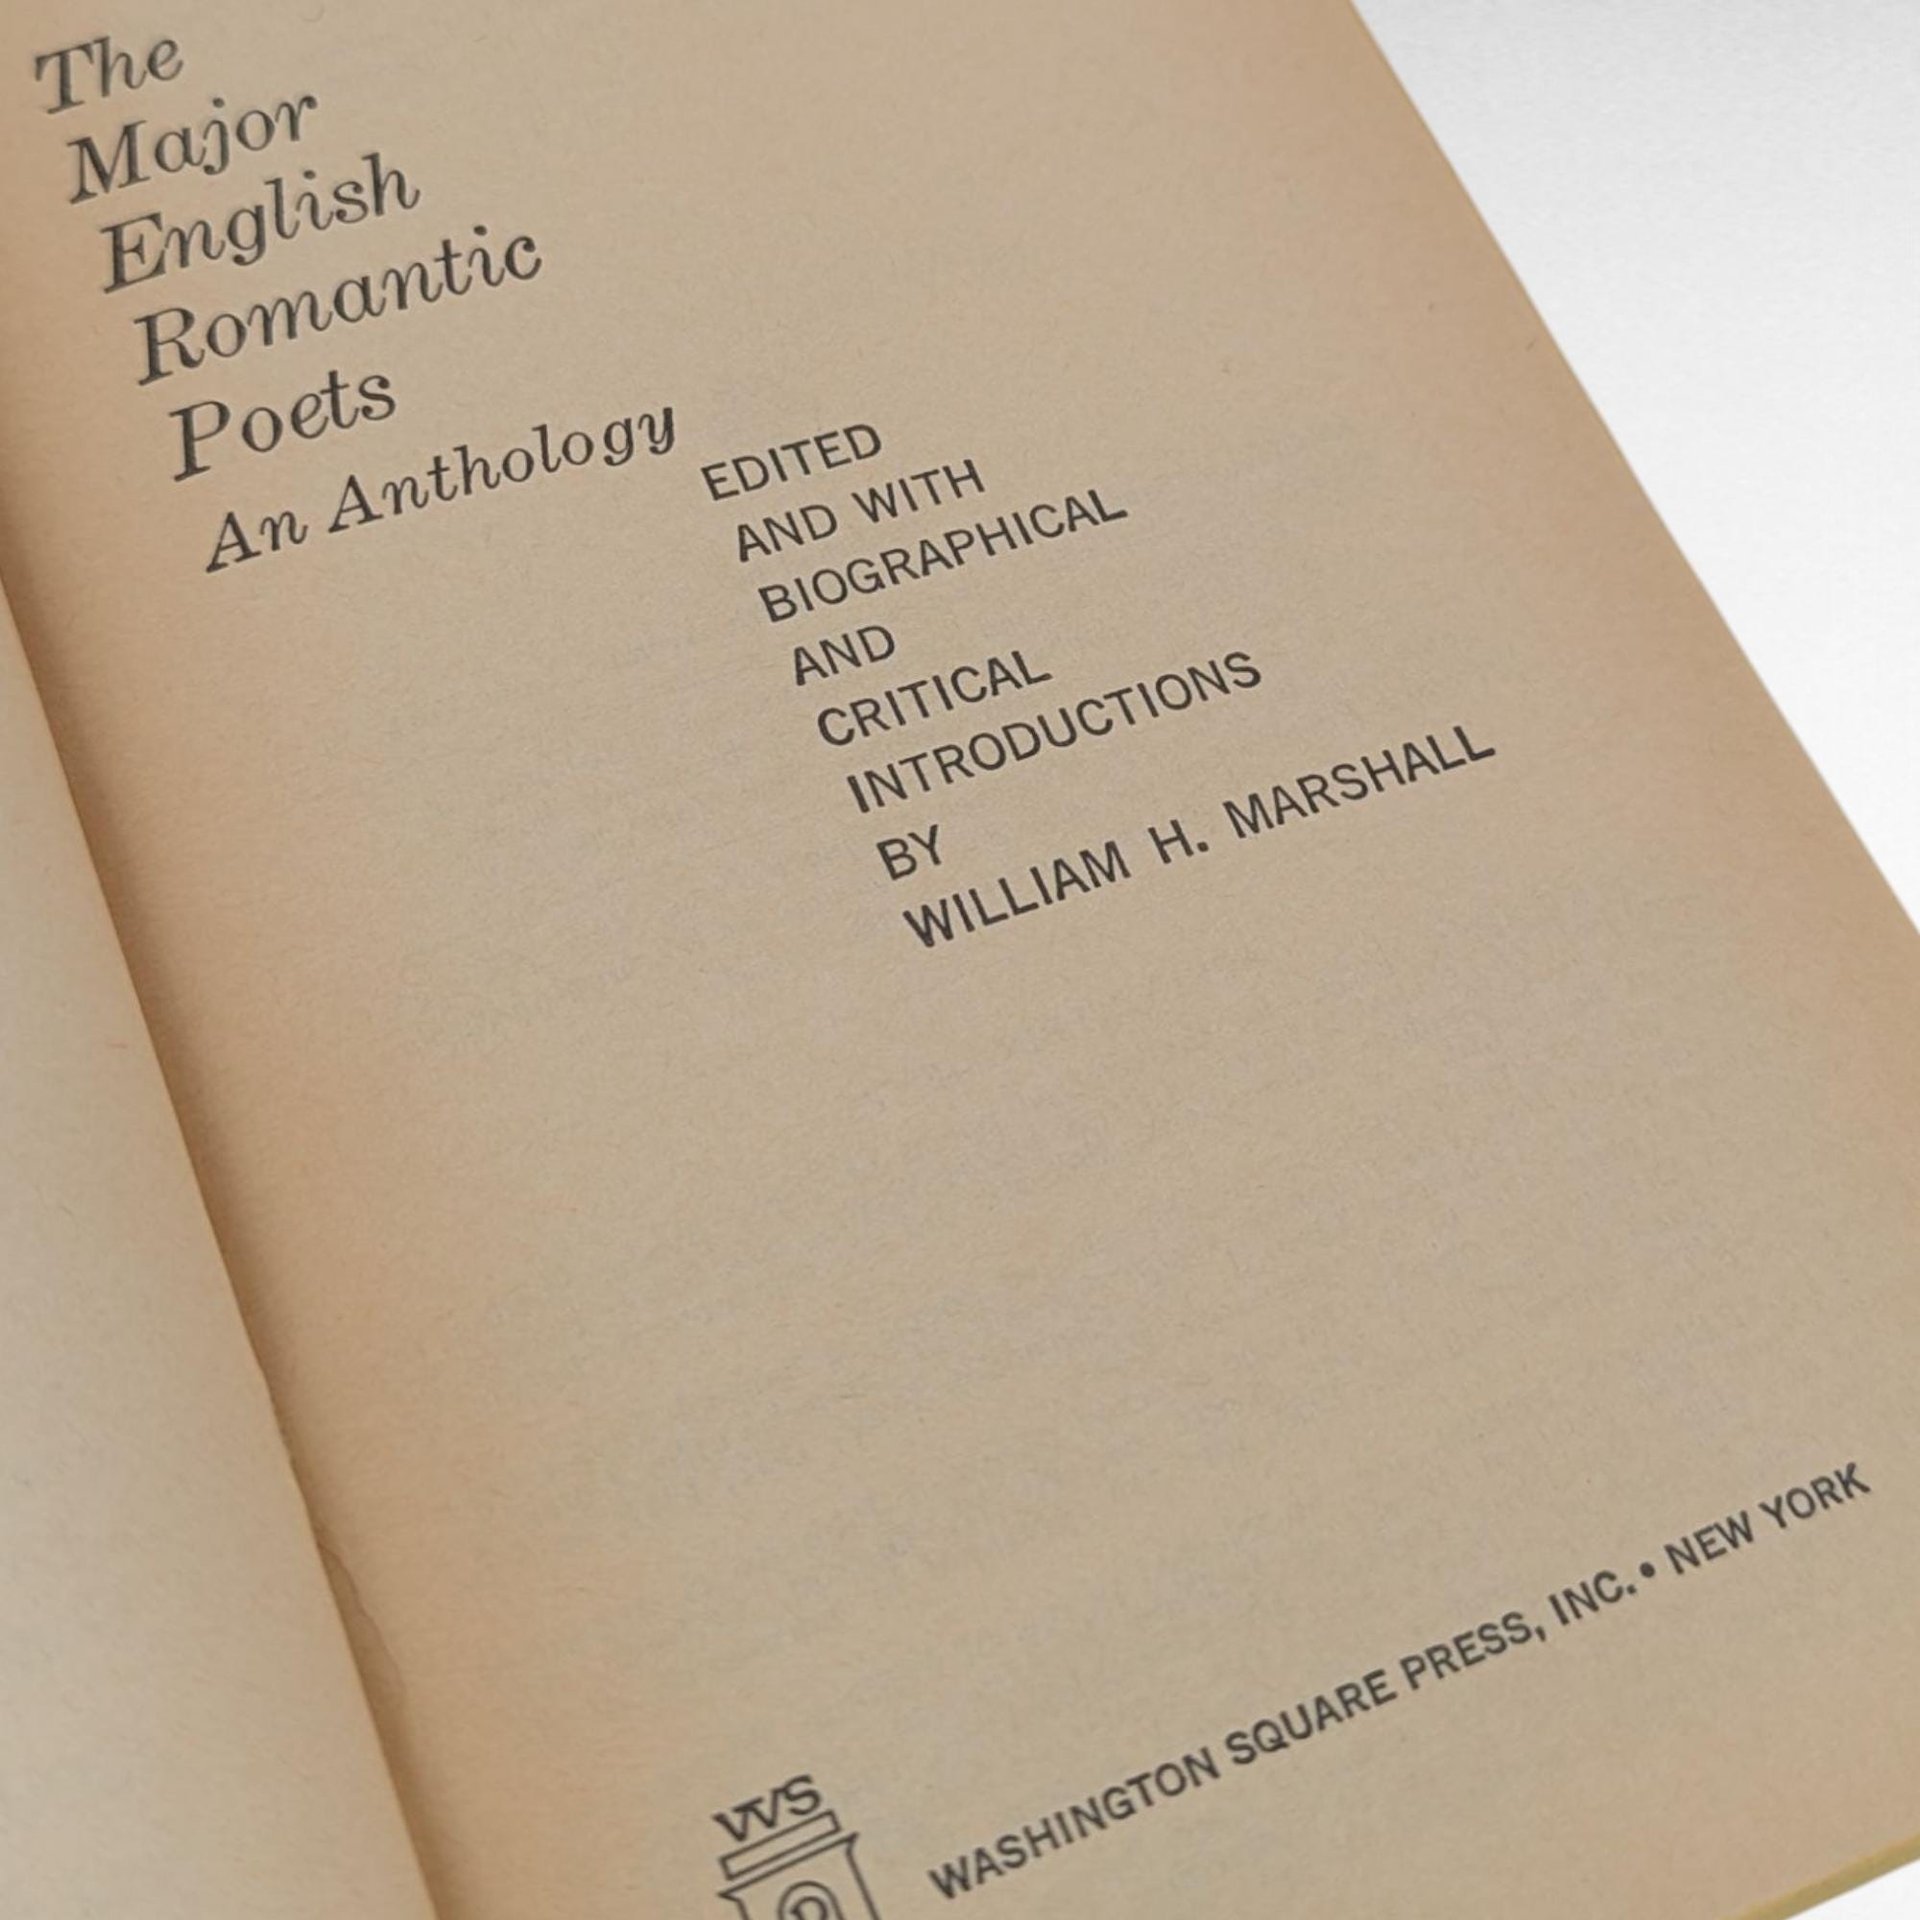 The
Major
English
Romantic
Poets
An Anthology
EDITED
AND WITH
BIOGRAPHICAL
AND
CRITICAL
INTRODUCTIONS
BY
WILLIAM H. MARSHALL
WS
P
WASHINGTON SQUARE PRESS, INC. • NEW YORK